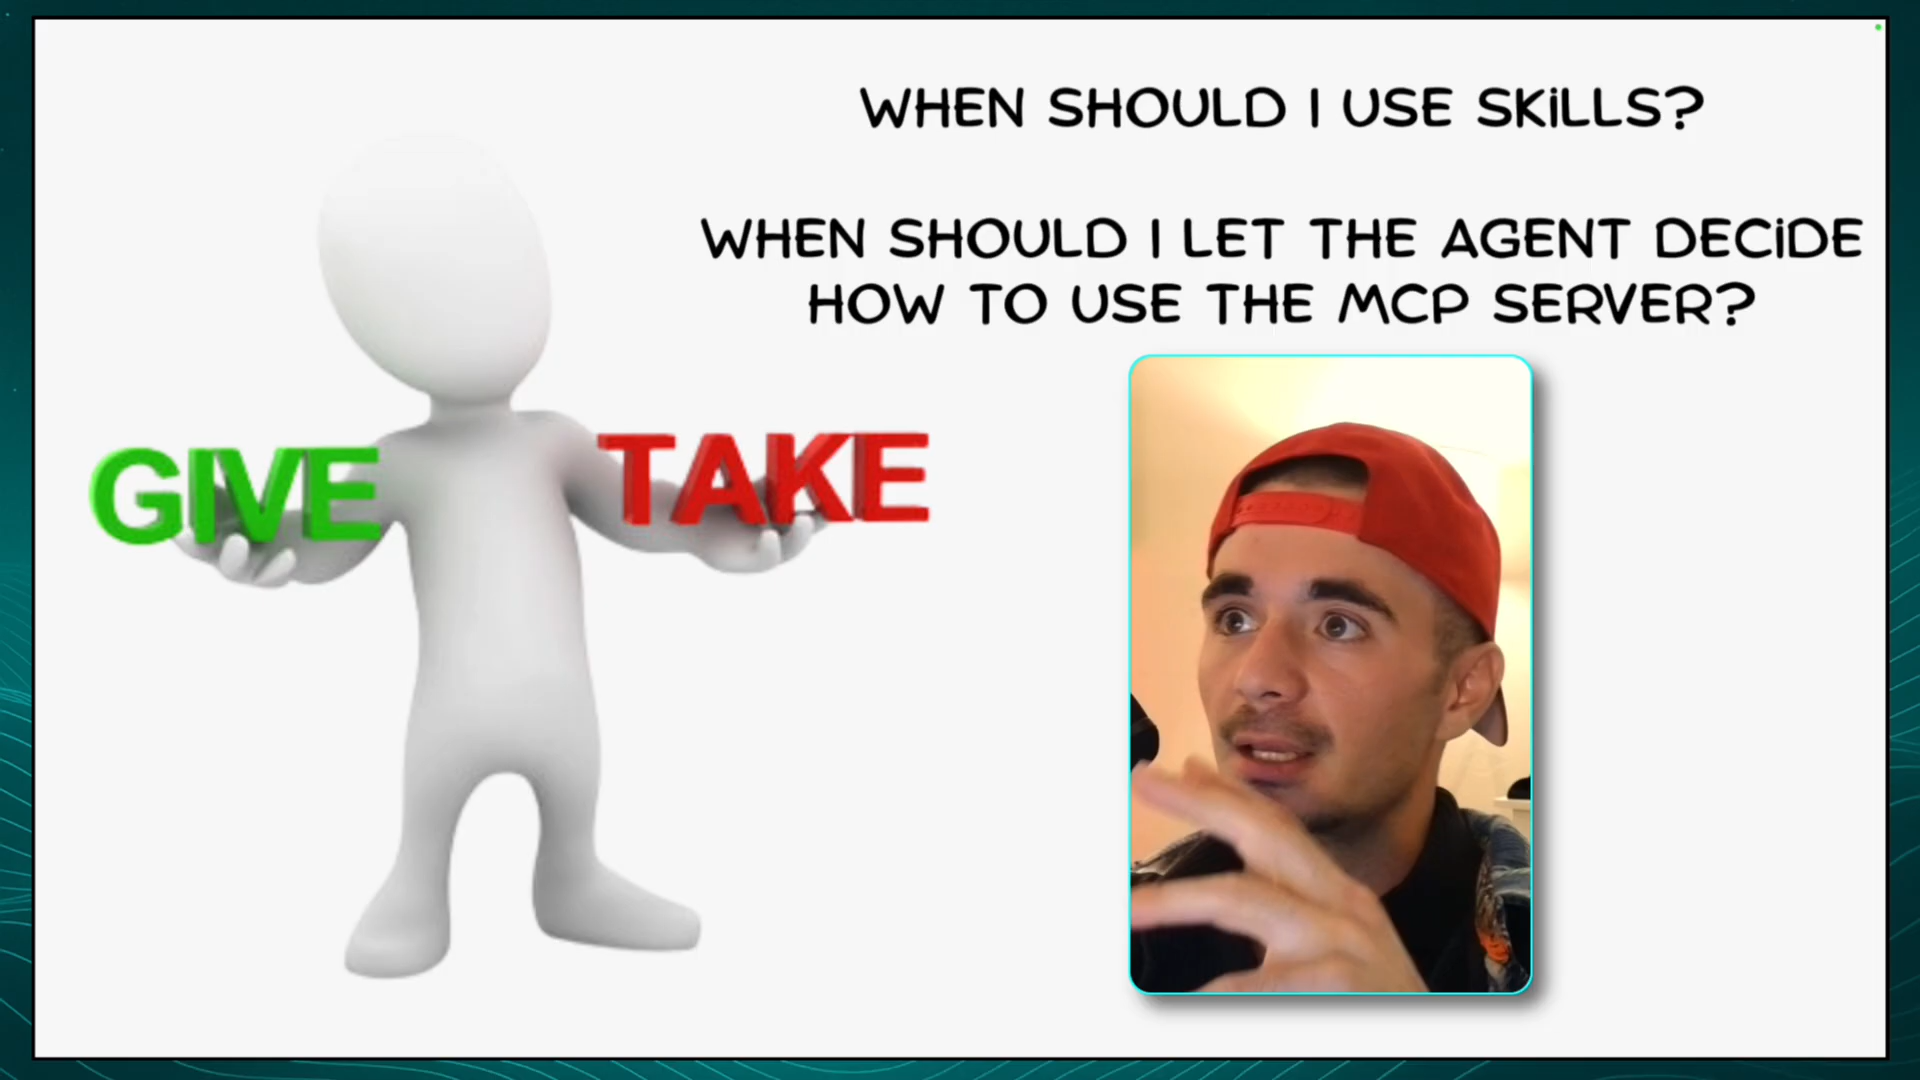 WHEN SHOULD I USE SKILLS?
WHEN SHOULD I LET THE AGENT DECIDE
HOW TO USE THE MCP SERVER?
GIVE
TAKE